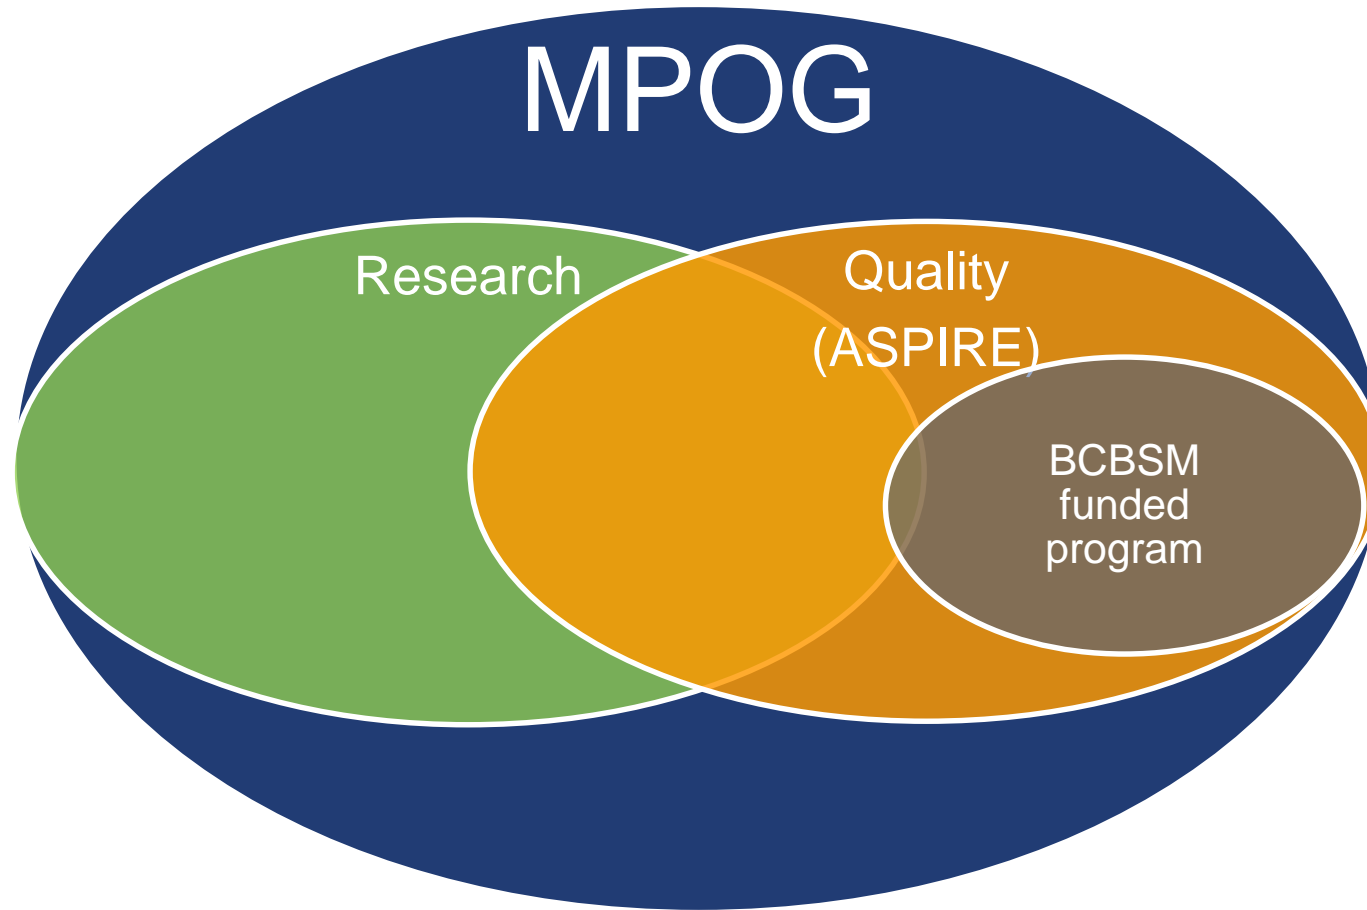 MPOG
Research
Quality
(ASPIRE)
BCBSM
funded
program